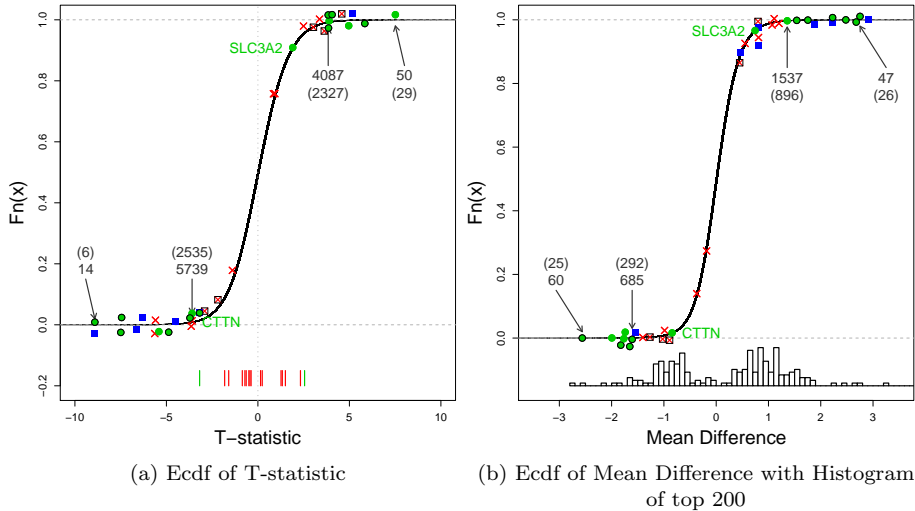 Fn(x)
1.0
0.8
0.6
0.4
0.2
0.0
−0.2
SLC3A2
4087
(2327)
50
(29)
(6)
14
(2535)
5739
CTTN
−10 −5 0 5 10
T−statistic
(a) Ecdf of T-statistic
Fn(x)
1.0
0.8
0.6
0.4
0.2
0.0
SLC3A2
1537
(896)
47
(26)
(25)
60
(292)
685
CTTN
−3 −2 −1 0 1 2 3
Mean Difference
(b) Ecdf of Mean Difference with Histogram
of top 200